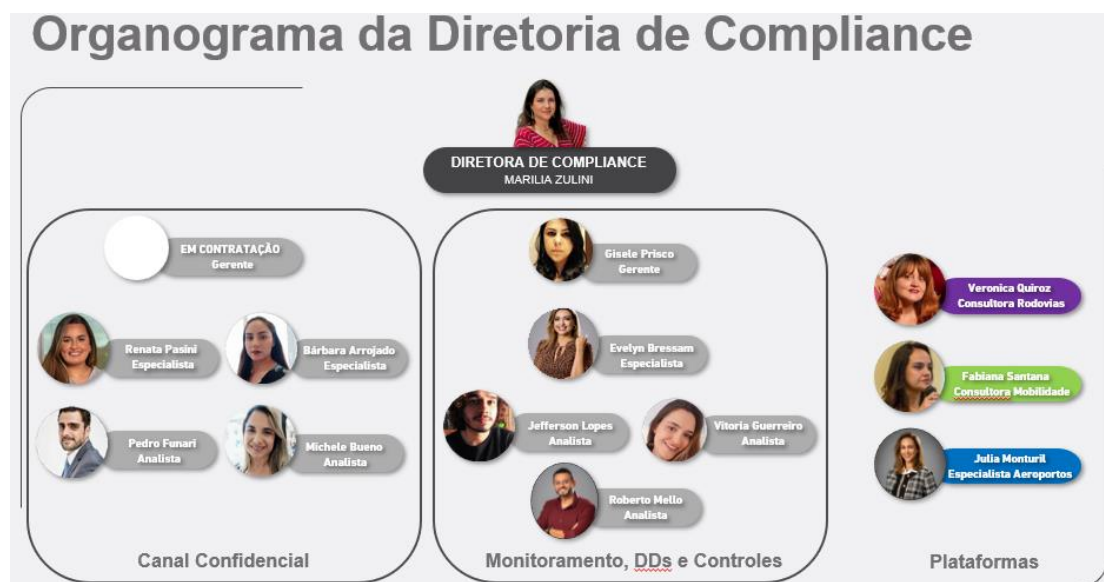 Organograma da Diretoria de Compliance
DIRETORA DE COMPLIANCE
MARILIA ZULINI
EM CONTRATAÇÃO
Gerente
Renata Pasini
Especialista
Bárbara Arrojado
Especialista
Pedro Funari
Analista
Michele Bueno
Analista
Canal Confidencial
Gisele Prisco
Gerente
Evelyn Bressam
Especialista
Jefferson Lopes
Analista
Vitoria Guerreiro
Analista
Roberto Mello
Analista
Monitoramento, DDs e Controles
Veronica Quiroz
Consultora Rodovias
Fabiana Santana
Consultora Mobilidade
Julia Monturil
Especialista Aeroportos
Plataformas